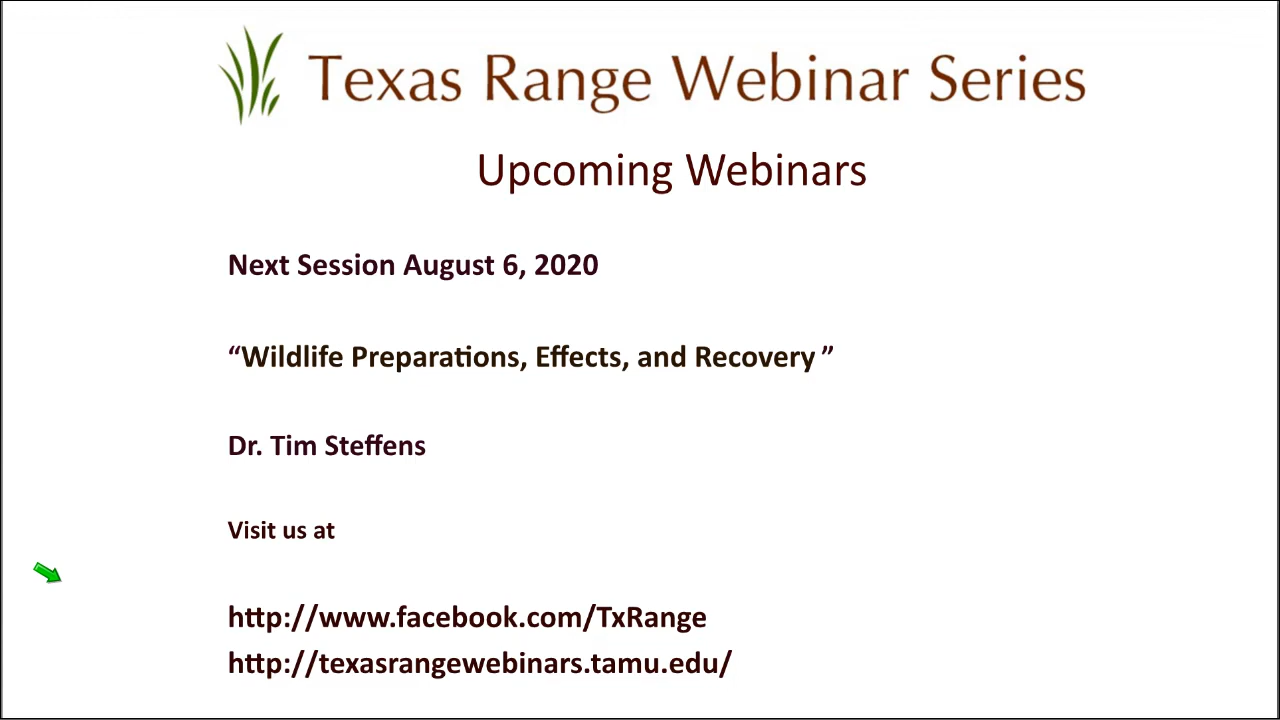 Texas Range Webinar Series
Upcoming Webinars
Next Session August 6, 2020
“Wildlife Preparations, Effects, and Recovery ”
Dr. Tim Steffens
Visit us at
http://www.facebook.com/TxRange
http://texasrangewebinars.tamu.edu/